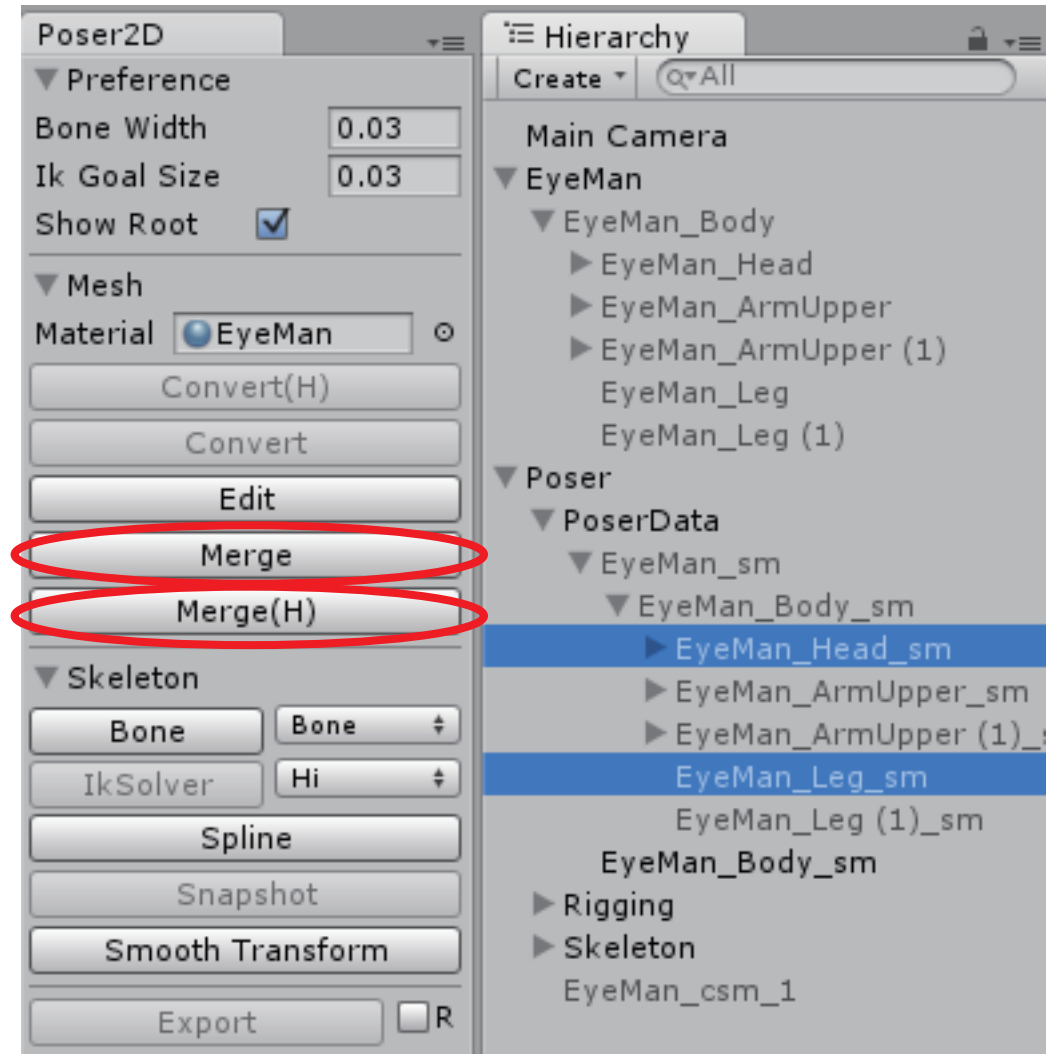 Poser2D
Preference
Bone Width 0.03
Ik Goal Size 0.03
Show Root
Mesh
Material EyeMan
Convert(H)
Convert
Edit
Merge
Merge(H)
Skeleton
Bone Bone
IkSolver Hi
Spline
Snapshot
Smooth Transform
Export R
Hierarchy
Create All
Main Camera
EyeMan
EyeMan_Body
EyeMan_Head
EyeMan_ArmUpper
EyeMan_ArmUpper (1)
EyeMan_Leg
EyeMan_Leg (1)
Poser
PoserData
EyeMan_sm
EyeMan_Body_sm
EyeMan_Head_sm
EyeMan_ArmUpper_sm
EyeMan_ArmUpper (1)_s
EyeMan_Leg_sm
EyeMan_Leg (1)_sm
EyeMan_Body_sm
Rigging
Skeleton
EyeMan_csm_1